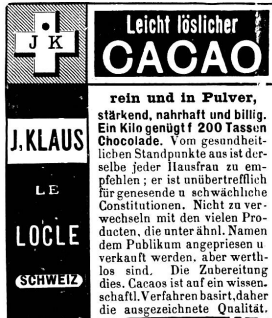 J K
J. KLAUS
LE
LOCLE
SCHWEIZ
Leicht löslicher
CACAO
rein und in Pulver,
stärkend, nahrhaft und billig.
Ein Kilo genügt f 200 Tassen
Chocolade. Vom gesundheit-
lichen Standpunkte aus ist der-
selbe jeder Hausfrau zu em-
pfehlen; er ist unübertrefflich
für genesende u schwächliche
Constitutionen. Nicht zu ver-
wechseln mit den vielen Pro-
ducten, die unter ähnl. Namen
dem Publikum angepriesen u
verkauft werden, aber werth-
los sind. Die Zubereitung
dies. Cacaos ist auf ein wissen-
schaftl. Verfahren basirt, daher
die ausgezeichnete Qualität.